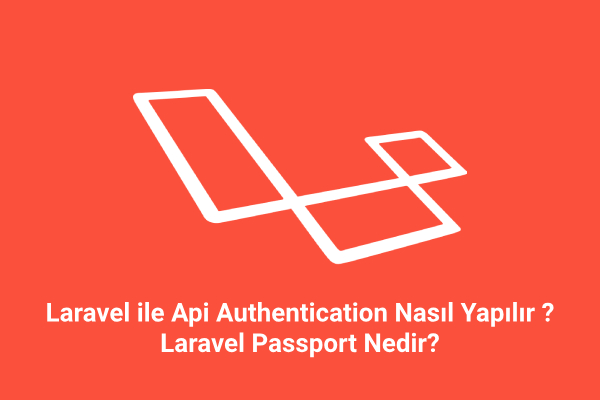 Laravel ile Api Authentication Nasıl Yapılır ?
Laravel Passport Nedir?